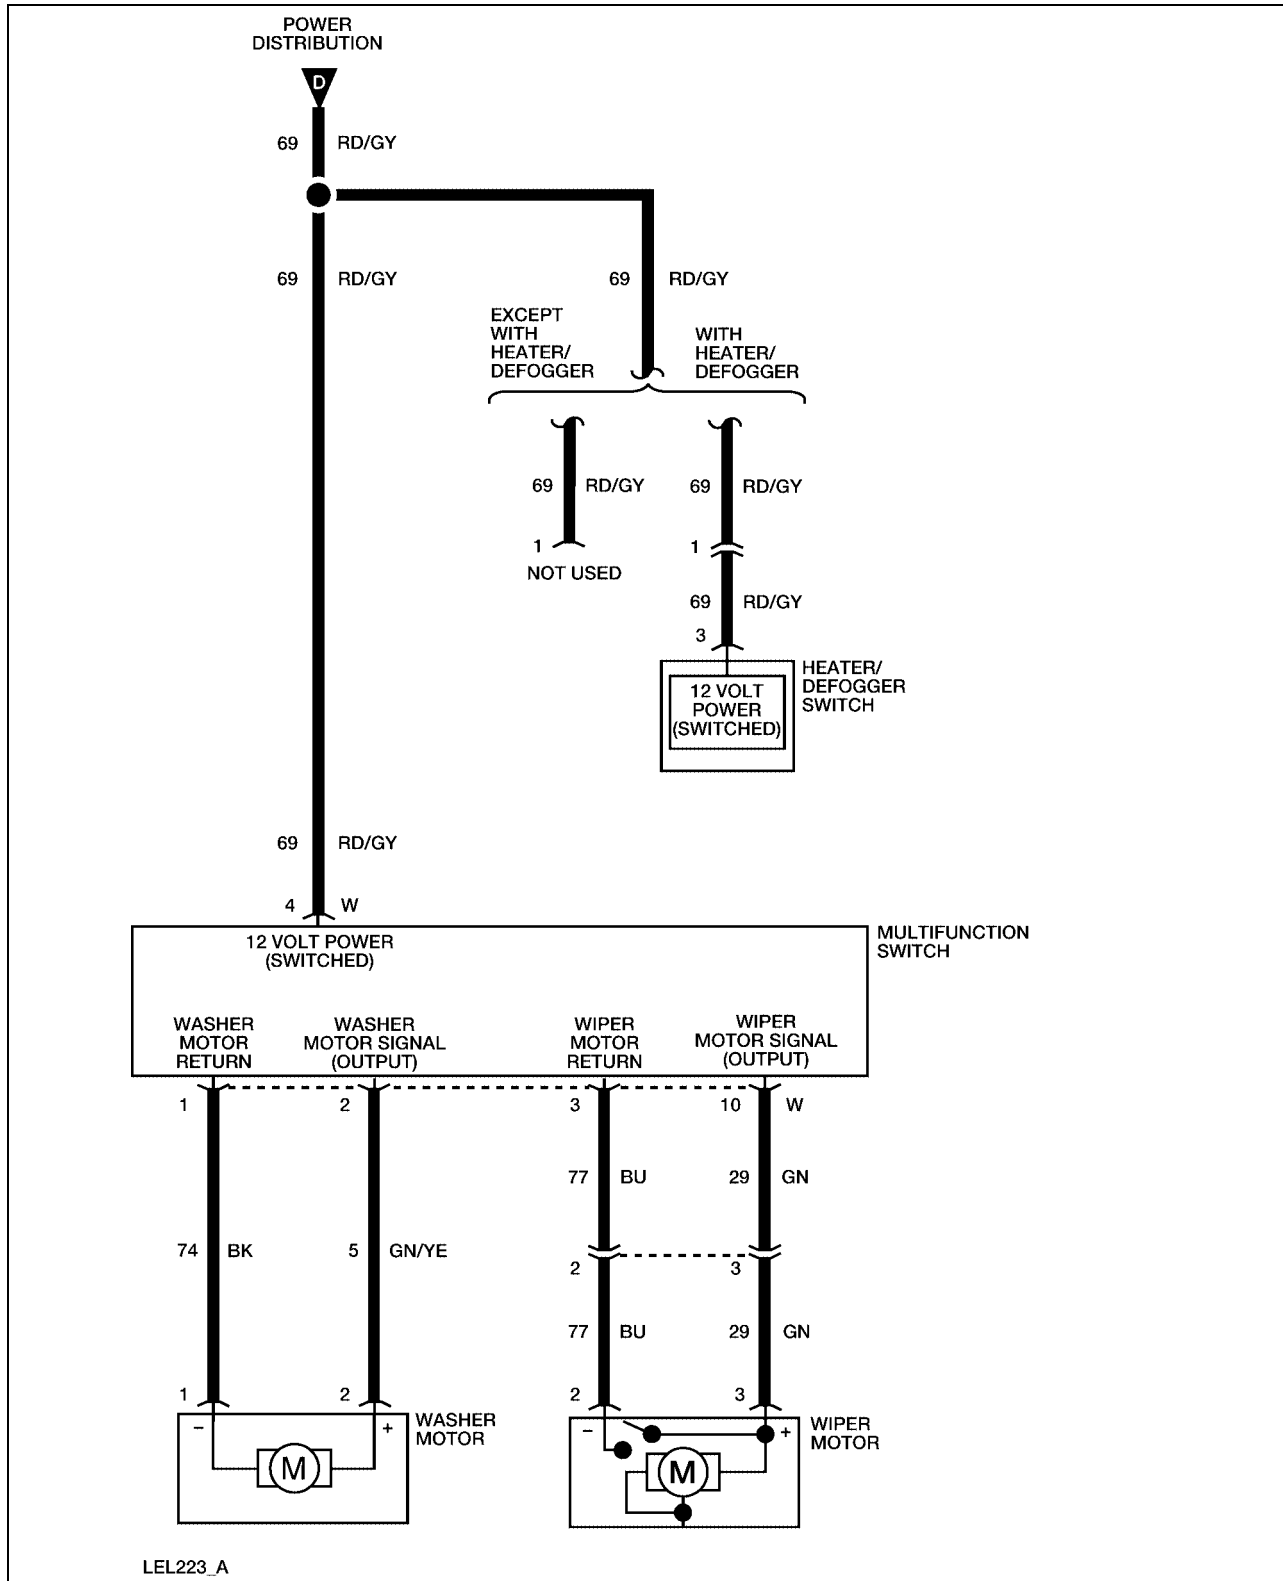 POWER
DISTRIBUTION
D
69 RD/GY
69 RD/GY
69 RD/GY
EXCEPT
WITH
HEATER/
DEFOGGER
WITH
HEATER/
DEFOGGER
69 RD/GY
69 RD/GY
1
1
NOT USED
69 RD/GY
3
HEATER/
DEFOGGER
SWITCH
12 VOLT
POWER
(SWITCHED)
69 RD/GY
4 W
MULTIFUNCTION
SWITCH
12 VOLT POWER
(SWITCHED)
WASHER
MOTOR
RETURN
WASHER
MOTOR SIGNAL
(OUTPUT)
WIPER
MOTOR
RETURN
WIPER
MOTOR SIGNAL
(OUTPUT)
1 2 3 10 W
77 BU 29 GN
74 BK 5 GN/YE
2 3
77 BU 29 GN
1 2 2 3
− +
WASHER
MOTOR
M
− +
WIPER
MOTOR
M
LEL223_A